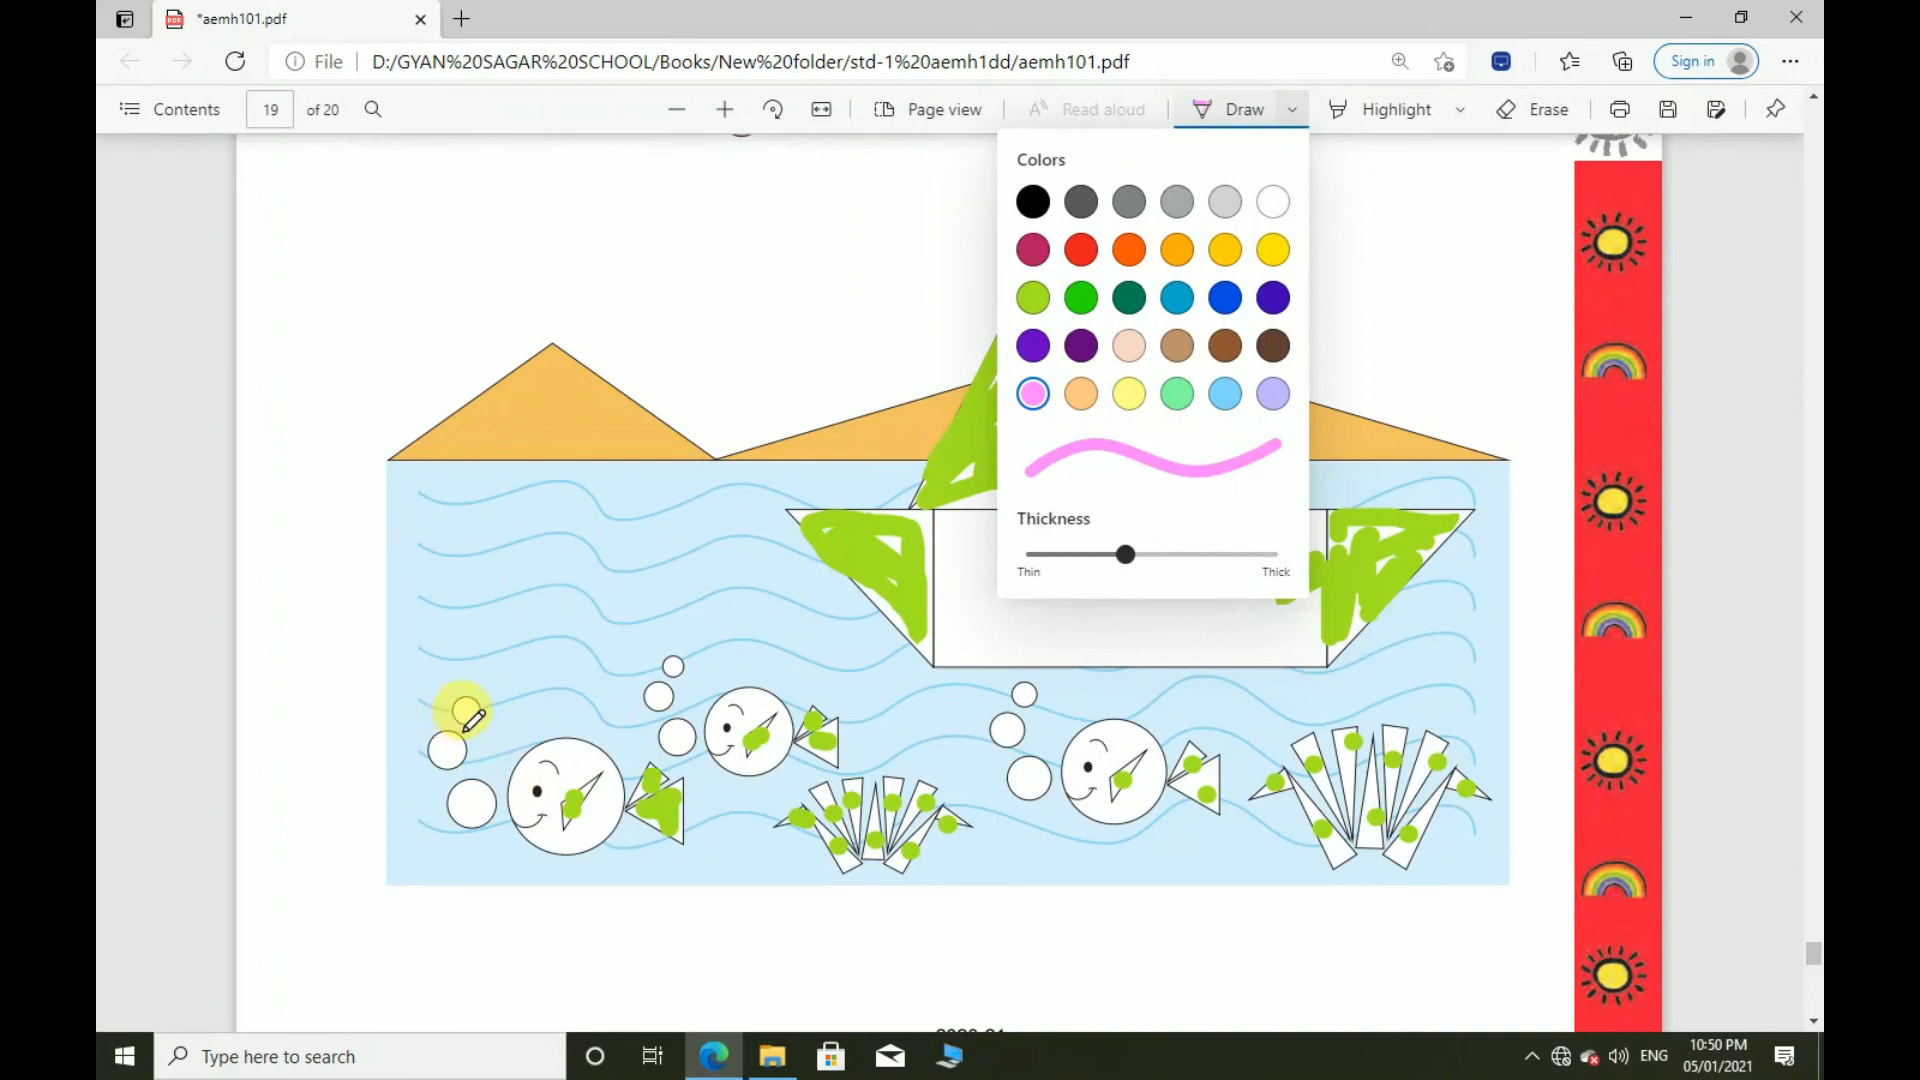 *aemh101.pdf
File
D:/GYAN%20SAGAR%20SCHOOL/Books/New%20folder/std-1%20aemh1dd/aemh101.pdf
Sign in
Contents
19
of 20
Page view
Read aloud
Draw
Highlight
Erase
Colors
Thickness
Thin
Thick
Type here to search
ENG
10:50 PM
05/01/2021